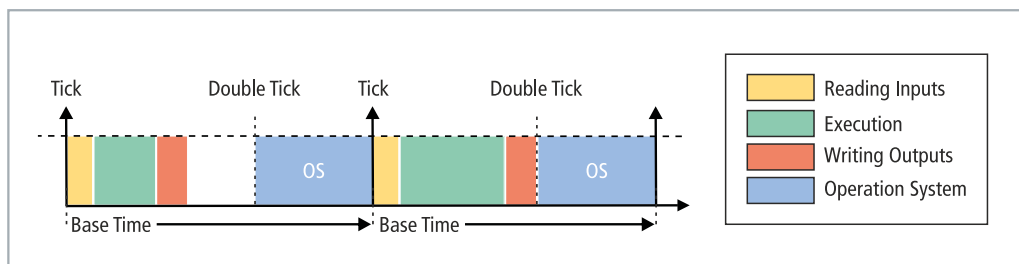 Tick Double Tick Tick Double Tick
OS OS
Base Time Base Time
Reading Inputs
Execution
Writing Outputs
Operation System